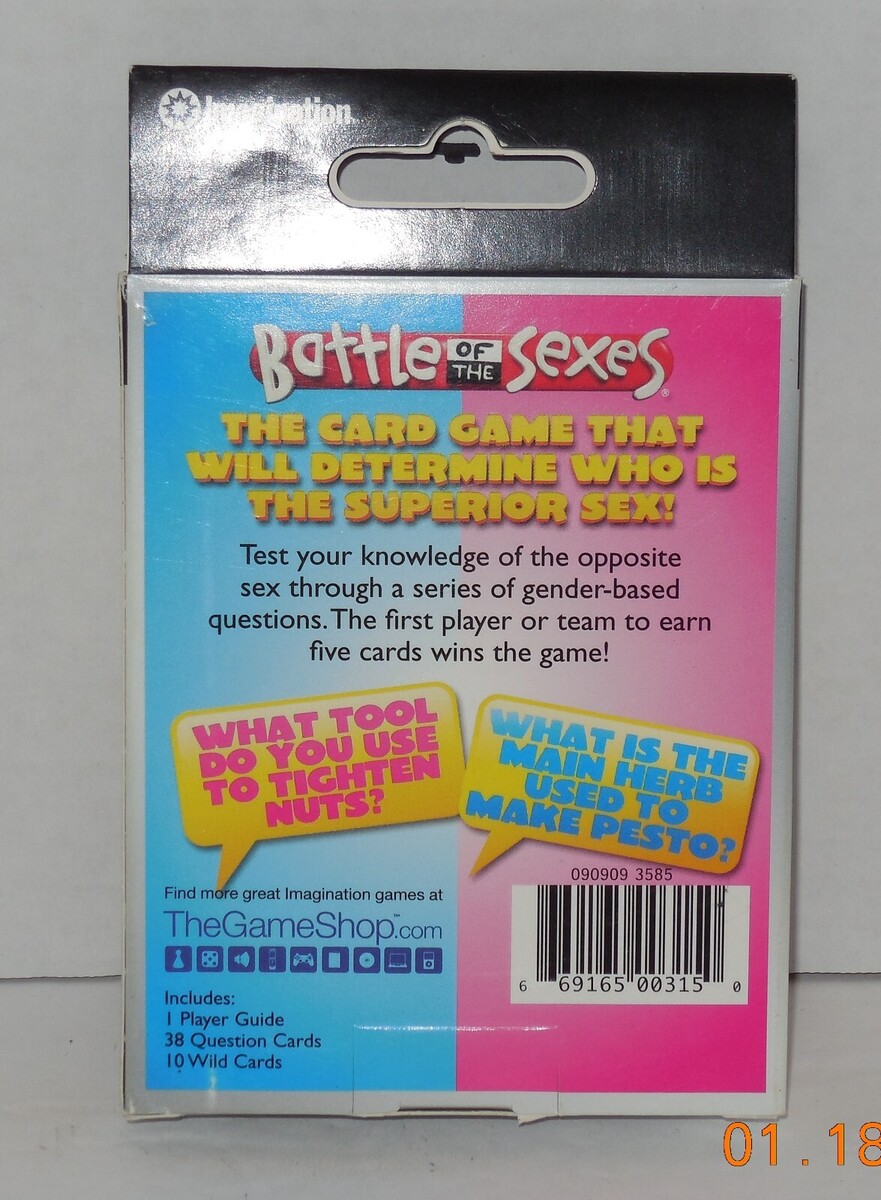 Imagination
Battle OF THE Sexes®
THE CARD GAME THAT
WILL DETERMINE WHO IS
THE SUPERIOR SEX!
Test your knowledge of the opposite
sex through a series of gender-based
questions. The first player or team to earn
five cards wins the game!
WHAT TOOL
DO YOU USE
TO TIGHTEN
NUTS?
WHAT IS THE
MAIN HERB
USED TO
MAKE PESTO?
Find more great Imagination games at
TheGameShop.com™
Includes:
1 Player Guide
38 Question Cards
10 Wild Cards
090909 3585
6 69165 00315 0
01.18